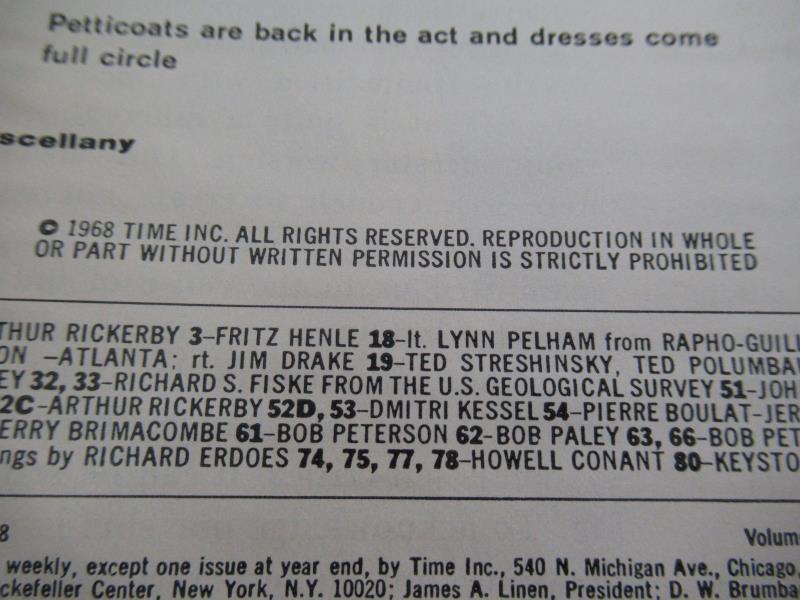 Petticoats are back in the act and dresses come
full circle
scellany
© 1968 TIME INC. ALL RIGHTS RESERVED. REPRODUCTION IN WHOLE
OR PART WITHOUT WRITTEN PERMISSION IS STRICTLY PROHIBITED
THUR RICKERBY 3–FRITZ HENLE 18–lt. LYNN PELHAM from RAPHO-GUILL
ON –ATLANTA; rt. JIM DRAKE 19–TED STRESHINSKY, TED POLUMBA
EY 32, 33–RICHARD S. FISKE FROM THE U.S. GEOLOGICAL SURVEY 51–JOH
2C–ARTHUR RICKERBY 52D, 53–DMITRI KESSEL 54–PIERRE BOULAT-JER
ERRY BRIMACOMBE 61–BOB PETERSON 62–BOB PALEY 63, 66–BOB PET
ngs by RICHARD ERDOES 74, 75, 77, 78–HOWELL CONANT 80–KEYSTO
8 Volum
weekly, except one issue at year end, by Time Inc., 540 N. Michigan Ave., Chicago,
ckefeller Center, New York, N.Y. 10020; James A. Linen, President; D. W. Brumba